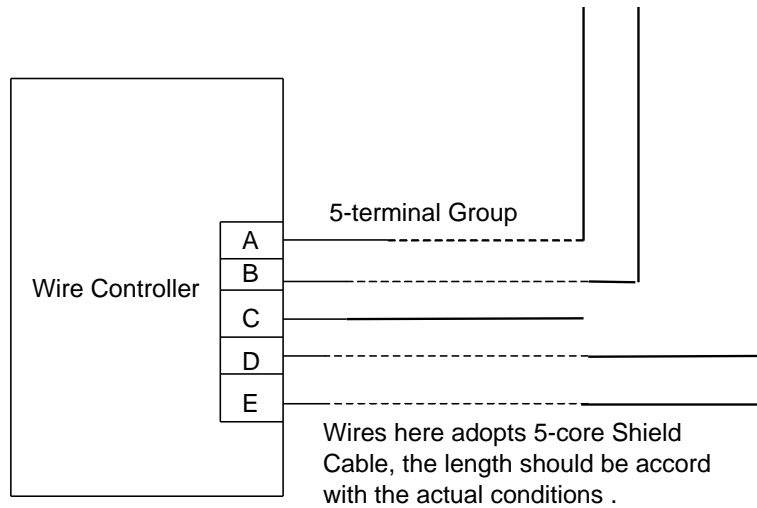 5-terminal Group
A
B
Wire Controller
C
D
E
Wires here adopts 5-core Shield
Cable, the length should be accord
with the actual conditions .